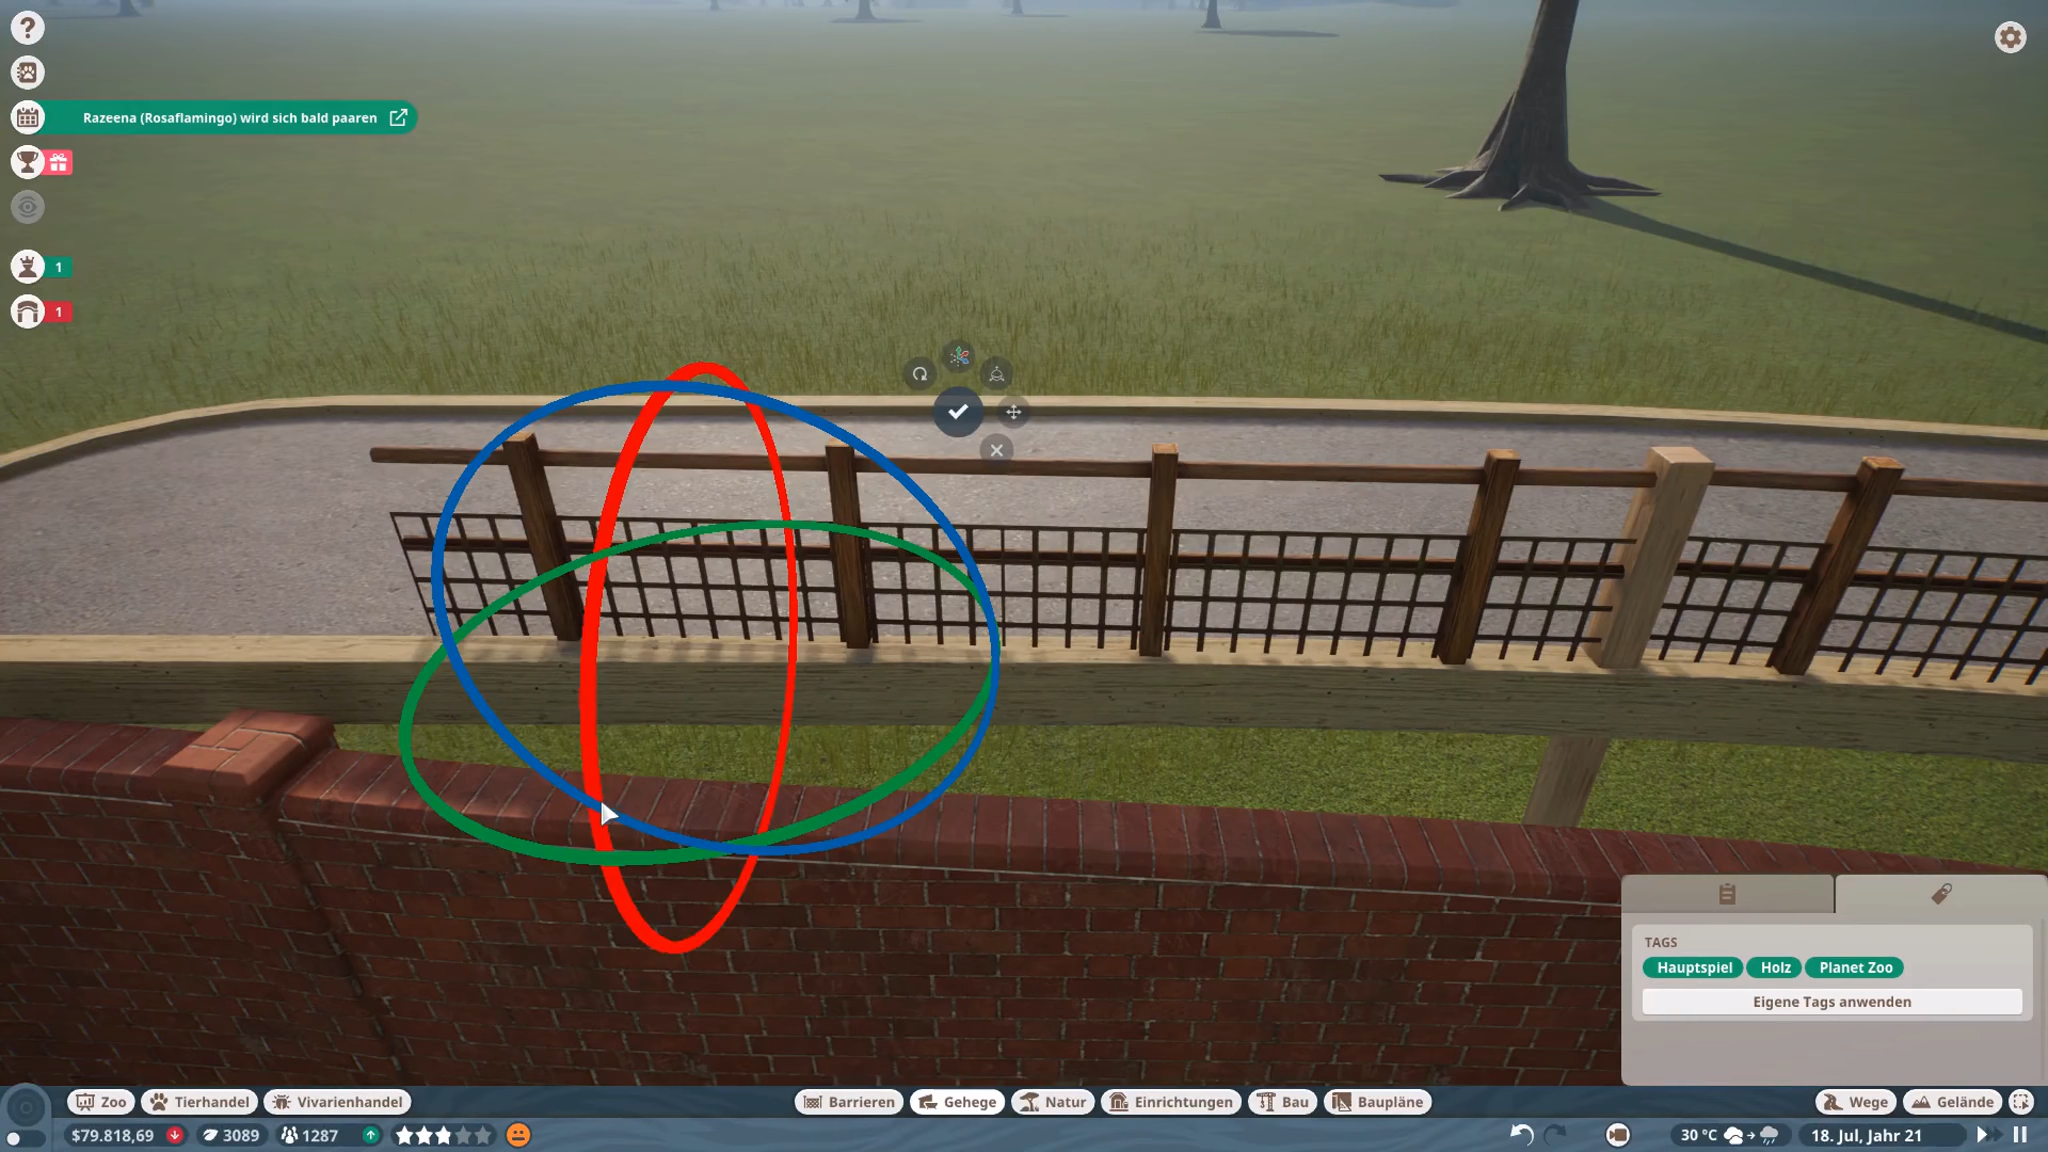 Razeena (Rosaflamingo) wird sich bald paaren
1
1
TAGS
Hauptspiel Holz Planet Zoo
Eigene Tags anwenden
Zoo Tierhandel Vivarienhandel Barrieren Gehege Natur Einrichtungen Bau Baupläne Wege Gelände
$79.818,69 3089 1287 30 °C 18. Jul, Jahr 21